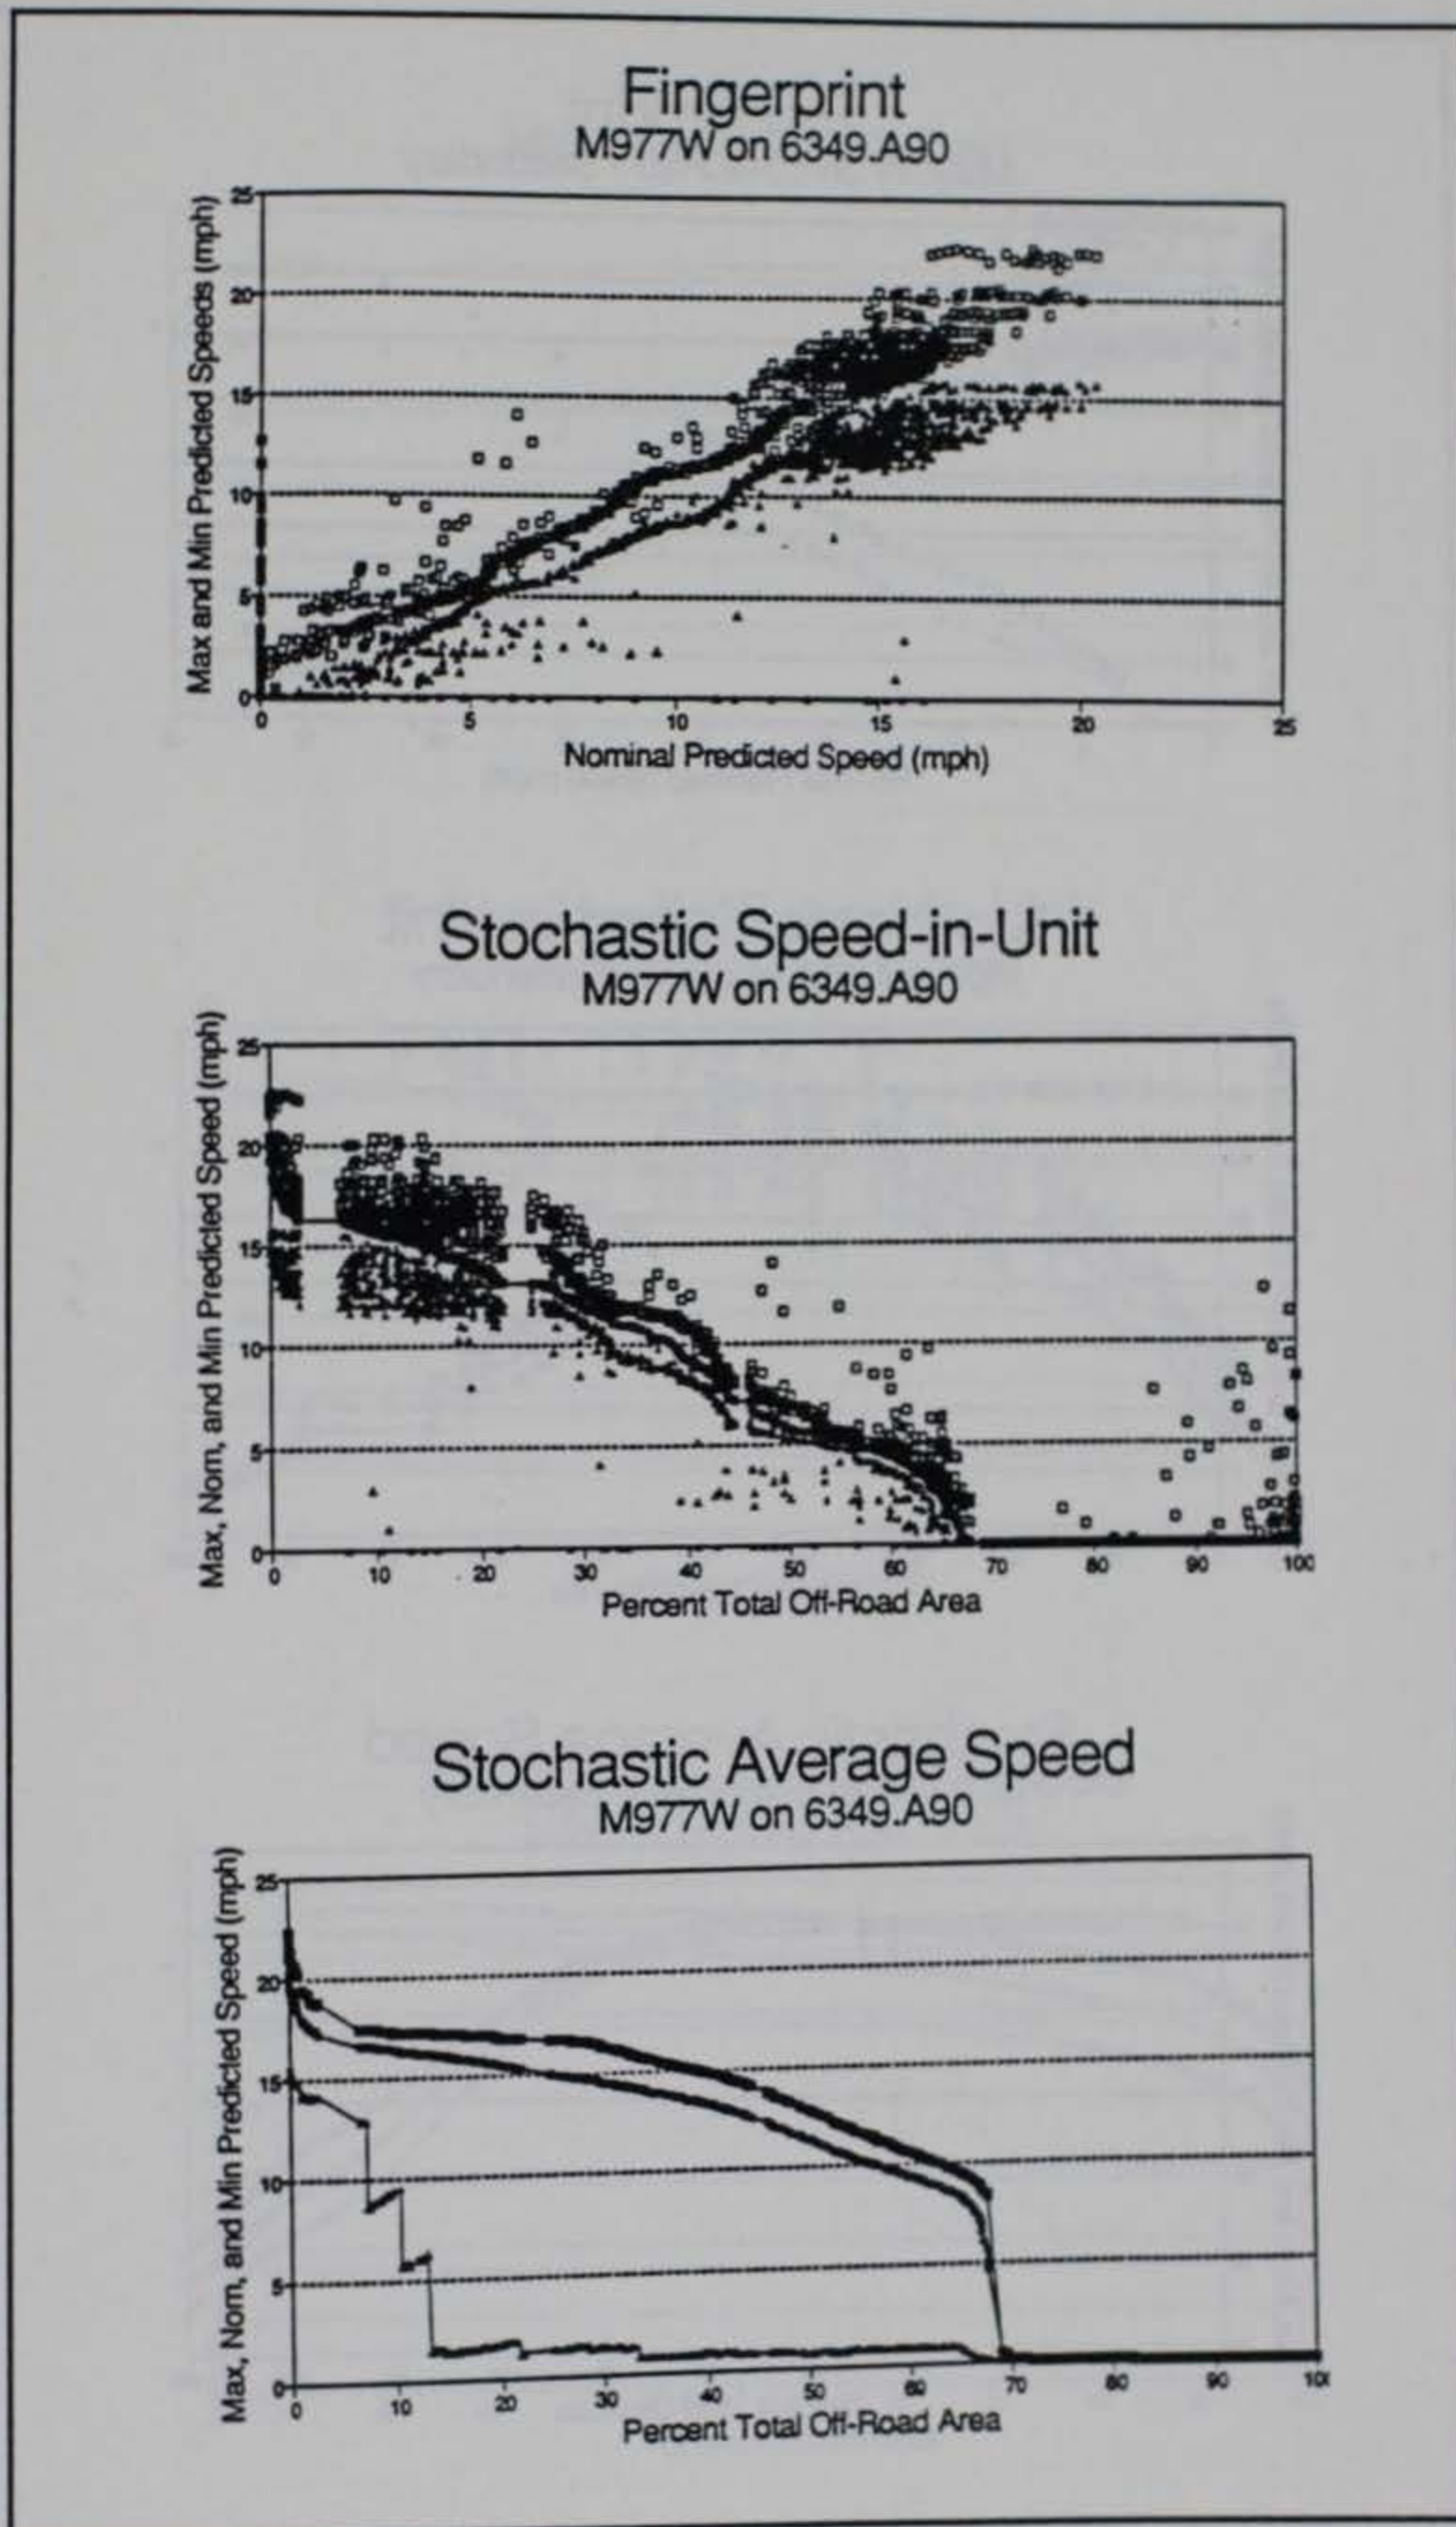 Fingerprint
M977W on 6349.A90
Max and Min Predicted Speeds (mph)
25
20
15
10
5
0
0 5 10 15 20 25
Nominal Predicted Speed (mph)
Stochastic Speed-in-Unit
M977W on 6349.A90
Max, Nom, and Min Predicted Speed (mph)
25
20
15
10
5
0
0 10 20 30 40 50 60 70 80 90 100
Percent Total Off-Road Area
Stochastic Average Speed
M977W on 6349.A90
Max, Nom, and Min Predicted Speed (mph)
25
20
15
10
5
0
0 10 20 30 40 50 60 70 80 90 10
Percent Total Off-Road Area